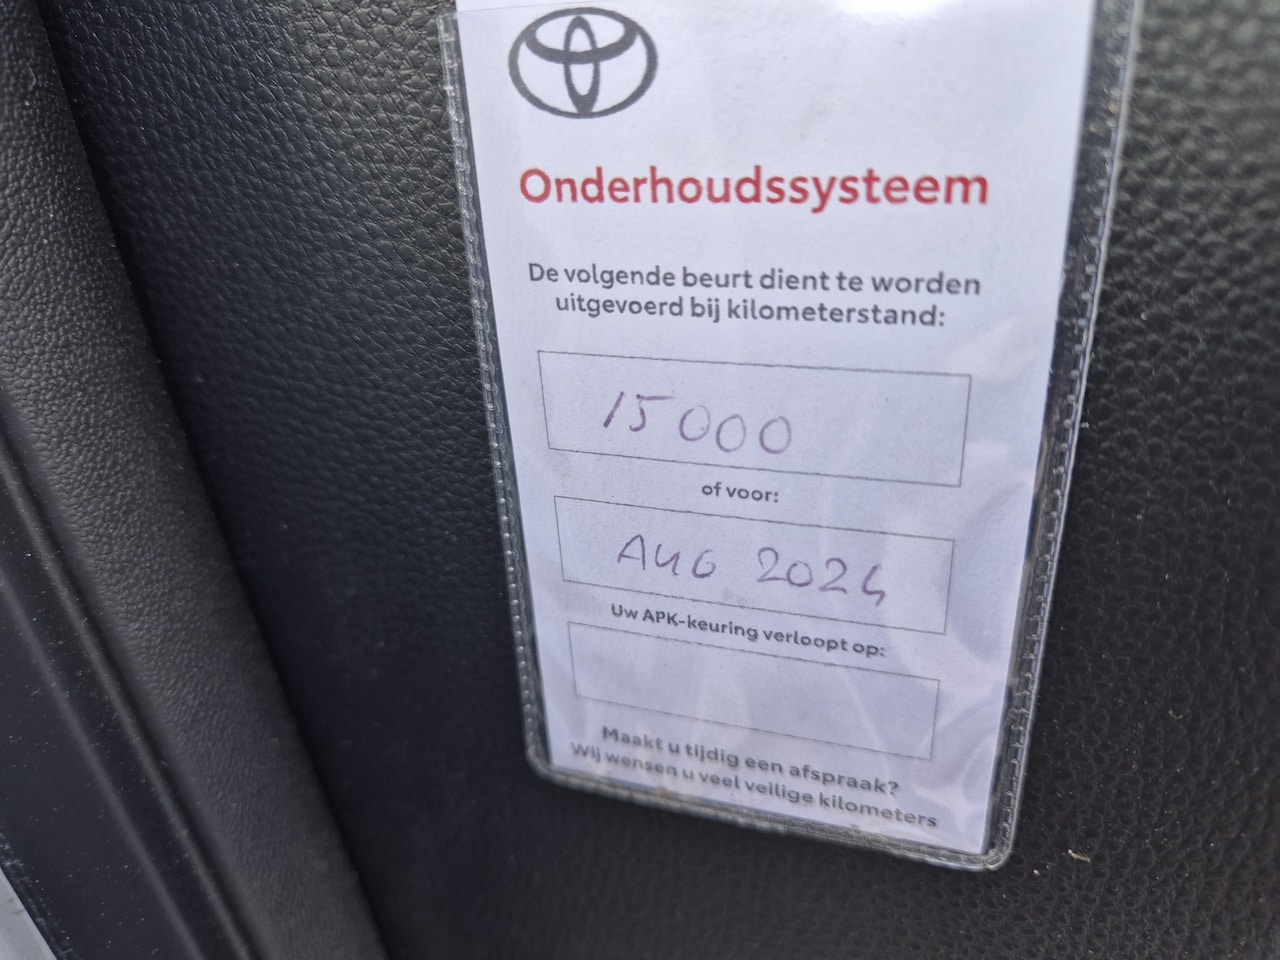 Onderhoudssysteem
De volgende beurt dient te worden
uitgevoerd bij kilometerstand:
15000
of voor:
AUG 2024
Uw APK-keuring verloopt op:
Maakt u tijdig een afspraak?
Wij wensen u veel veilige kilometers